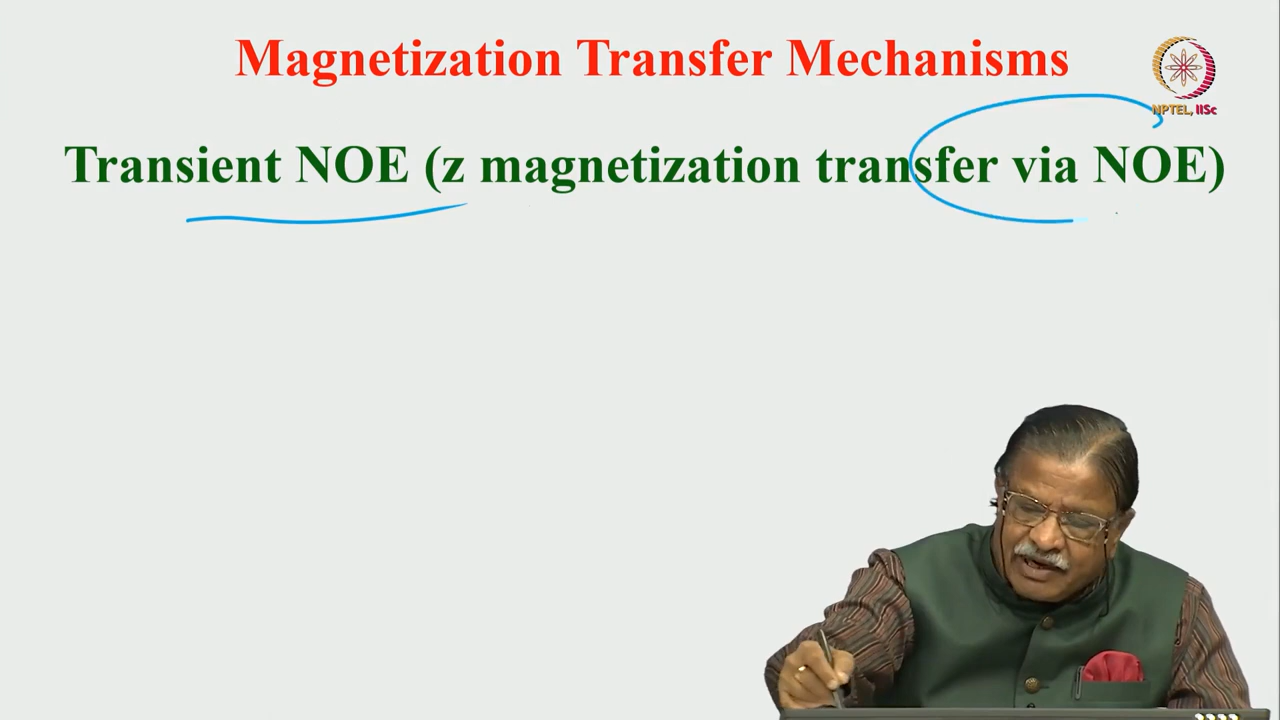 Magnetization Transfer Mechanisms
NPTEL, IISc
Transient NOE (z magnetization transfer via NOE)